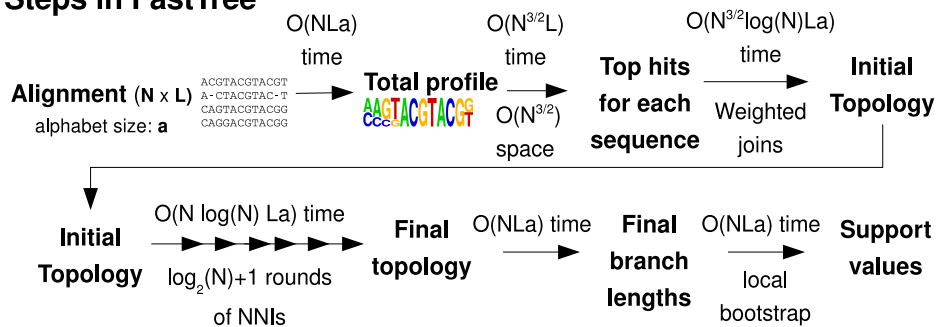 Steps in FastTree
Alignment (N x L)
alphabet size: a
ACGTACGTACGT
A-CTACGTAC-T
CAGTACGTACGG
CAGGACGTACGG
O(NLa)
time
Total profile
AAGTACGTACGG
CCCG T
O(N^3/2L)
time
O(N^3/2)
space
Top hits
for each
sequence
O(N^3/2log(N)La)
time
Weighted
joins
Initial
Topology
Initial
Topology
O(N log(N) La) time
log₂(N)+1 rounds
of NNIs
Final
topology
O(NLa) time
Final
branch
lengths
O(NLa) time
local
bootstrap
Support
values